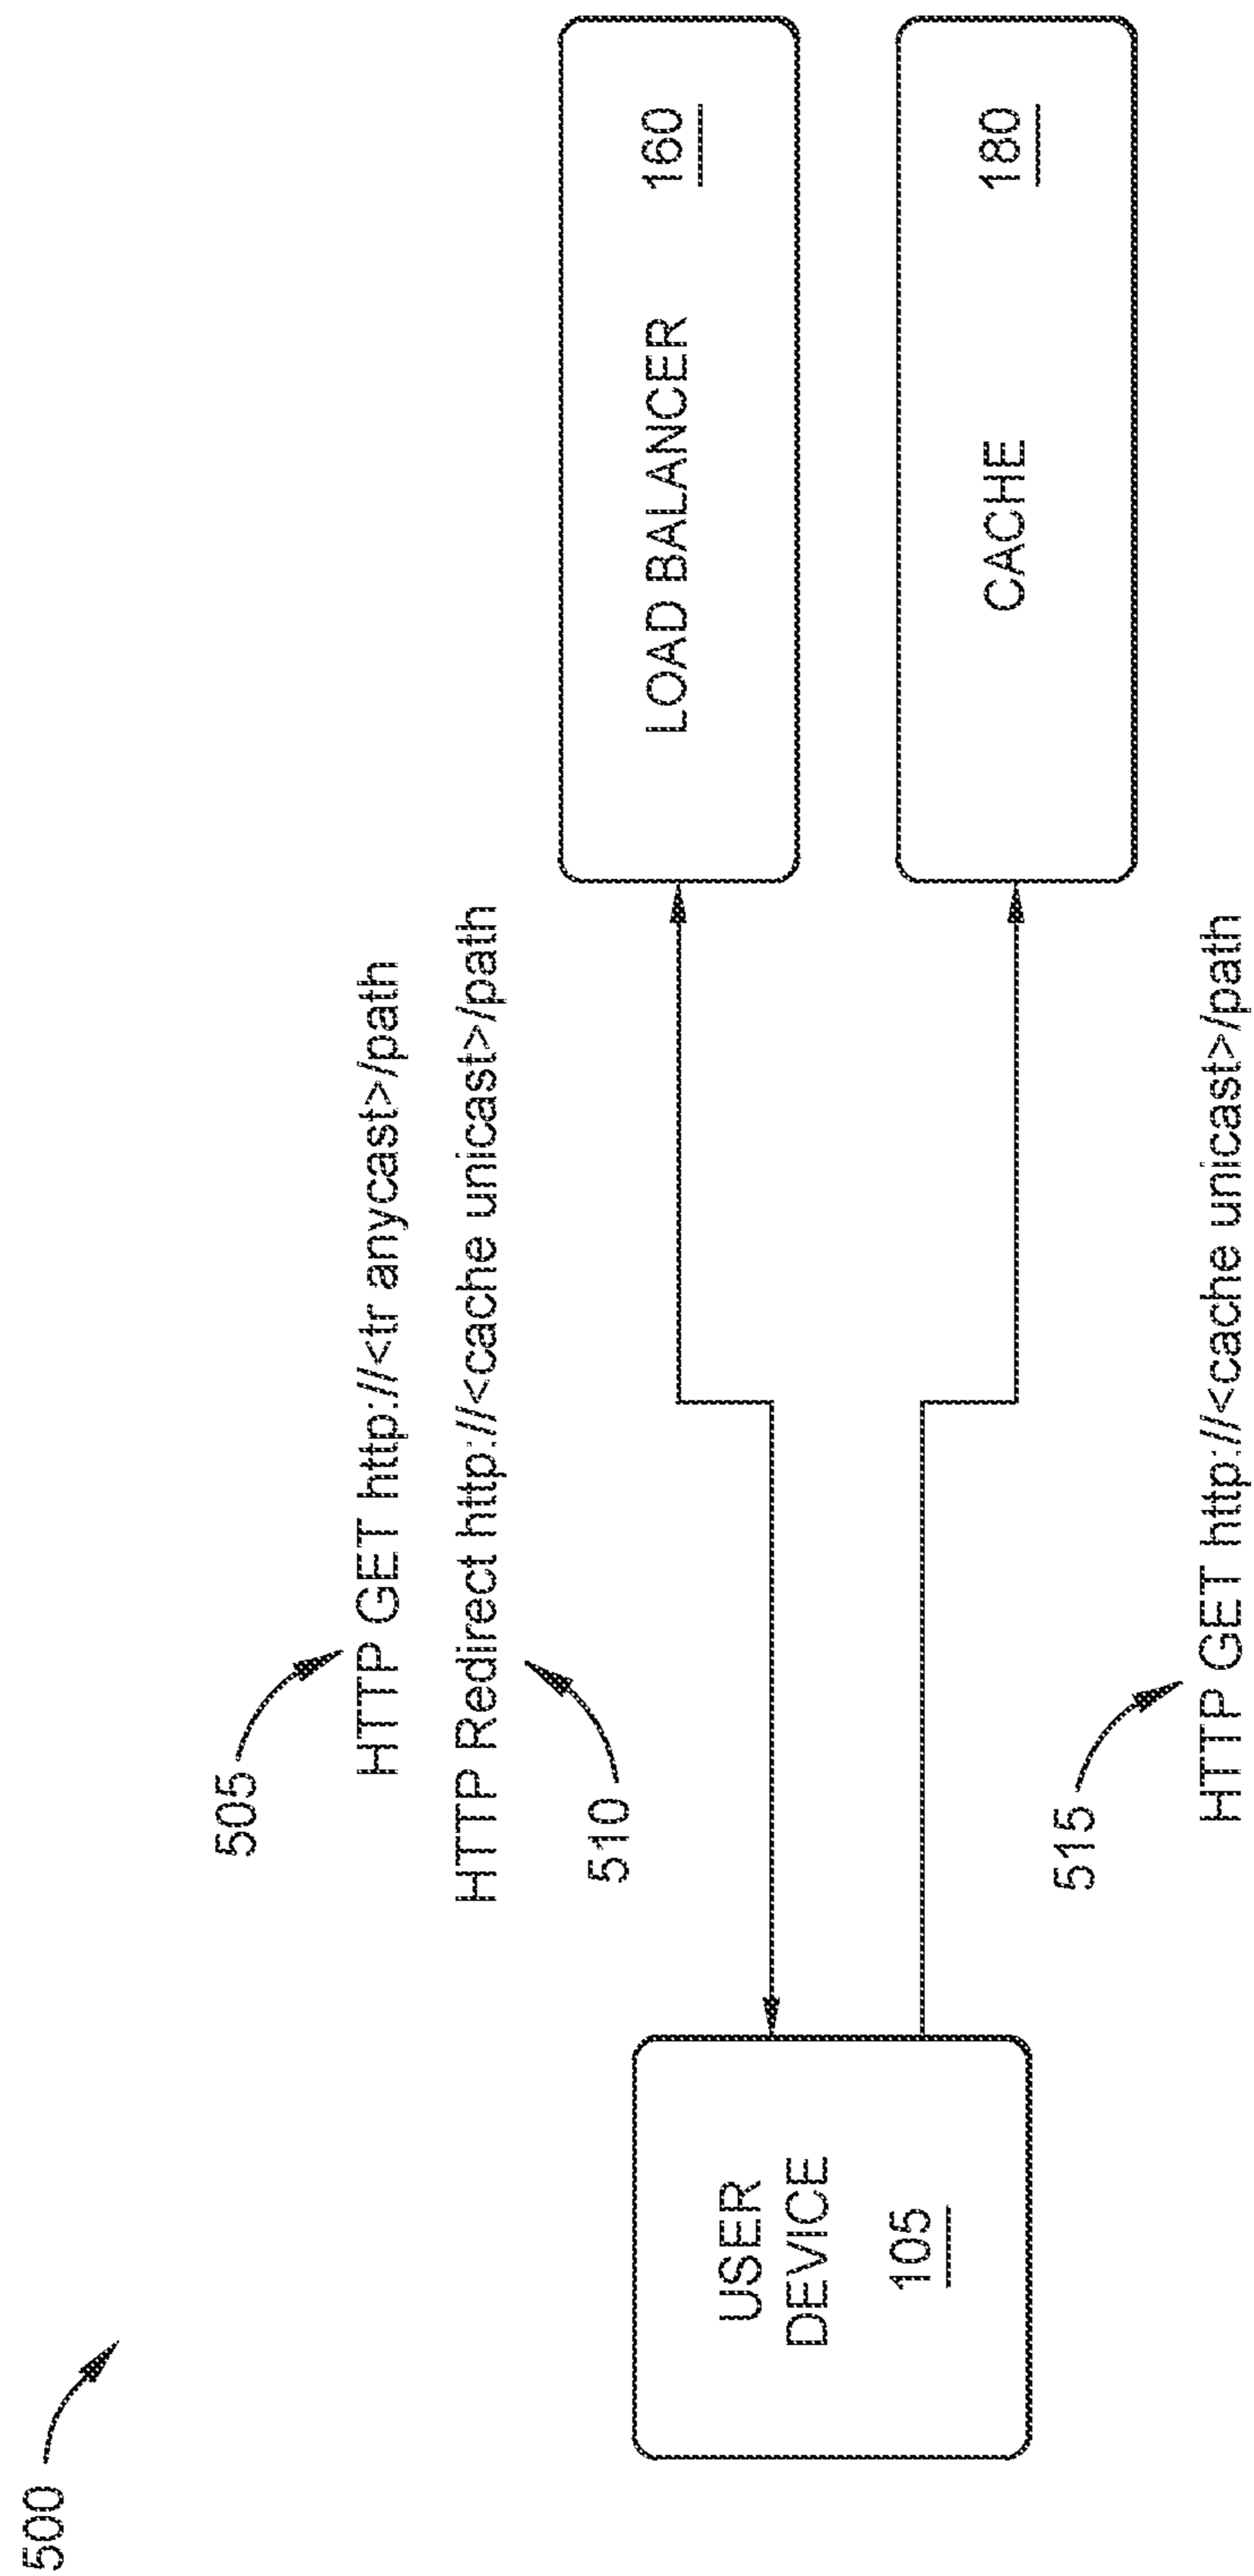 500
505
HTTP GET http://<tr anycast>/path
HTTP Redirect http://<cache unicast>/path
510
LOAD BALANCER 160
USER
DEVICE
105
CACHE 180
515
HTTP GET http://<cache unicast>/path